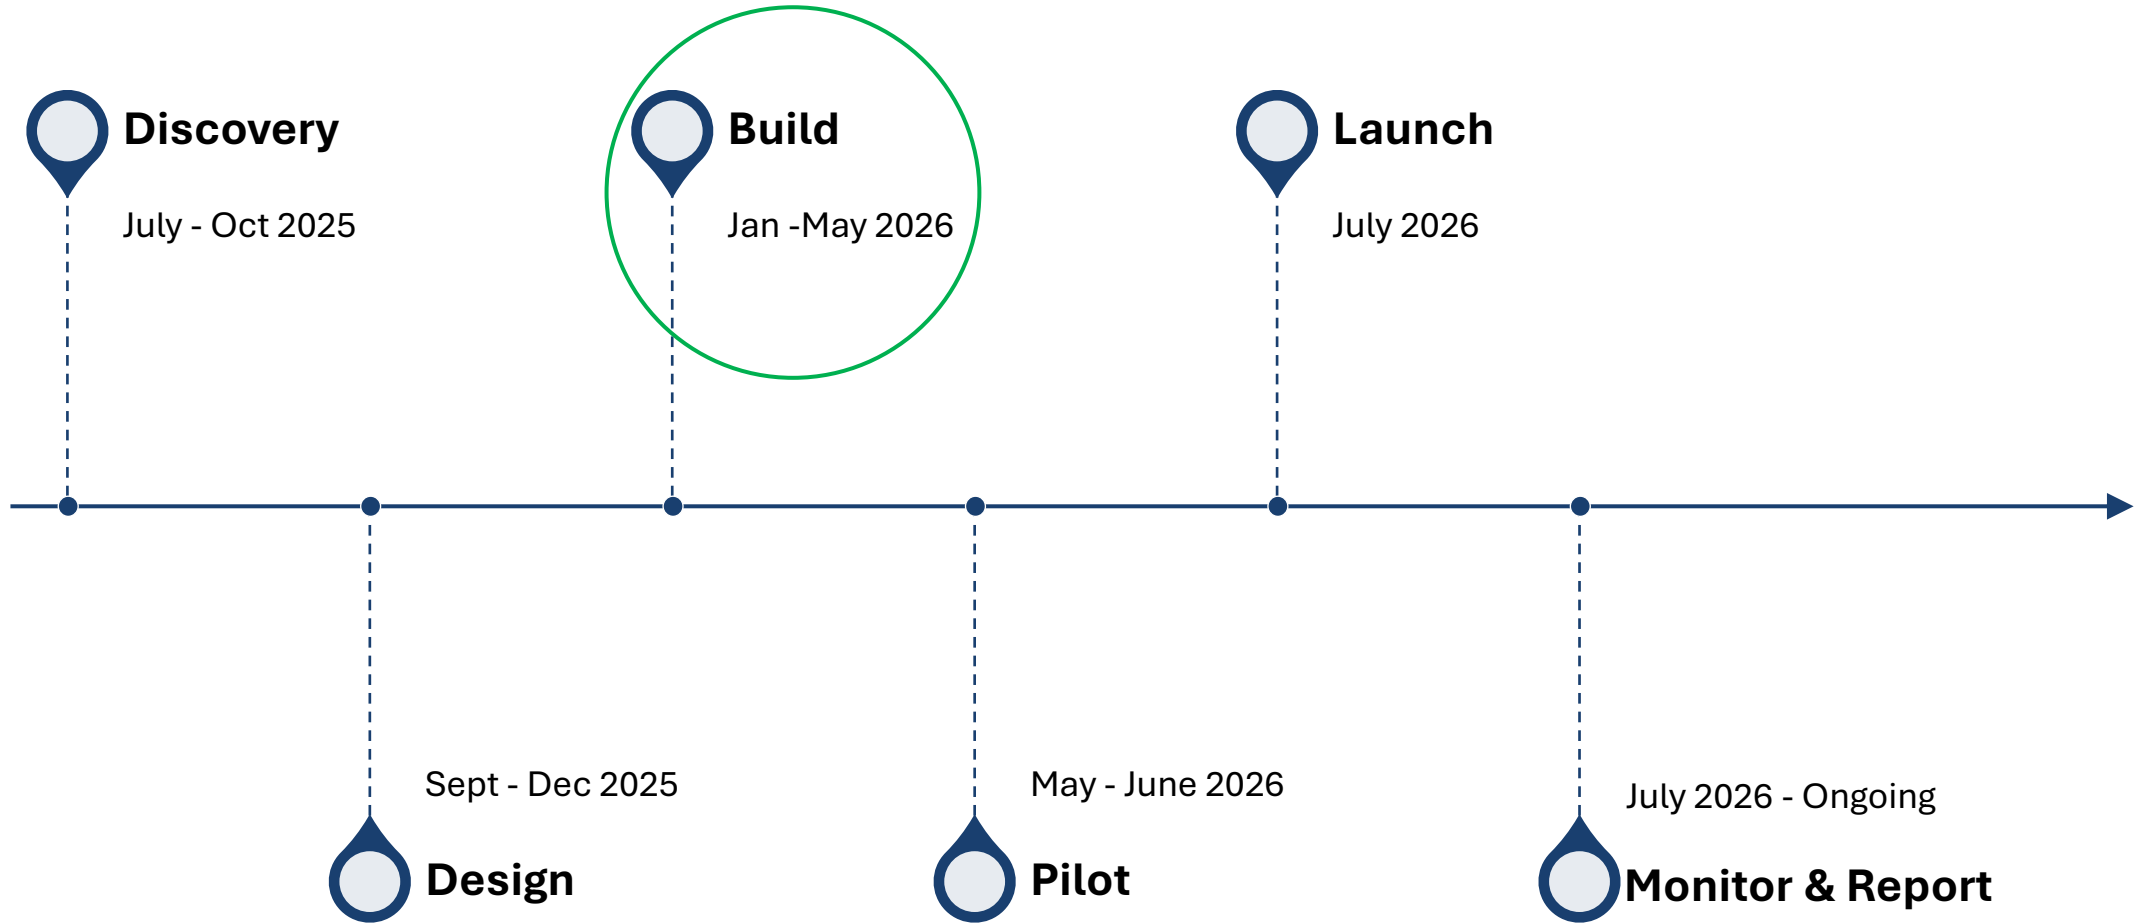 Discovery
July - Oct 2025
Build
Jan -May 2026
Launch
July 2026
Sept - Dec 2025
Design
May - June 2026
Pilot
July 2026 - Ongoing
Monitor & Report